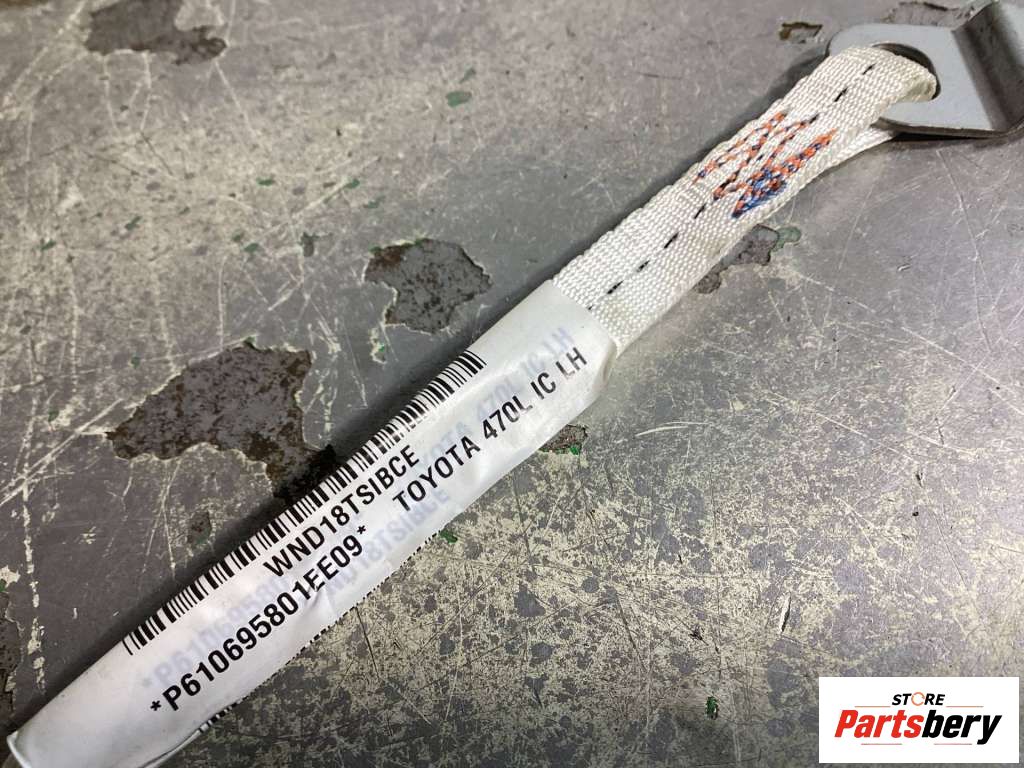 WND18TSIBCE
*P610695801EE09* TOYOTA 470L IC LH
STORE
Partsbery